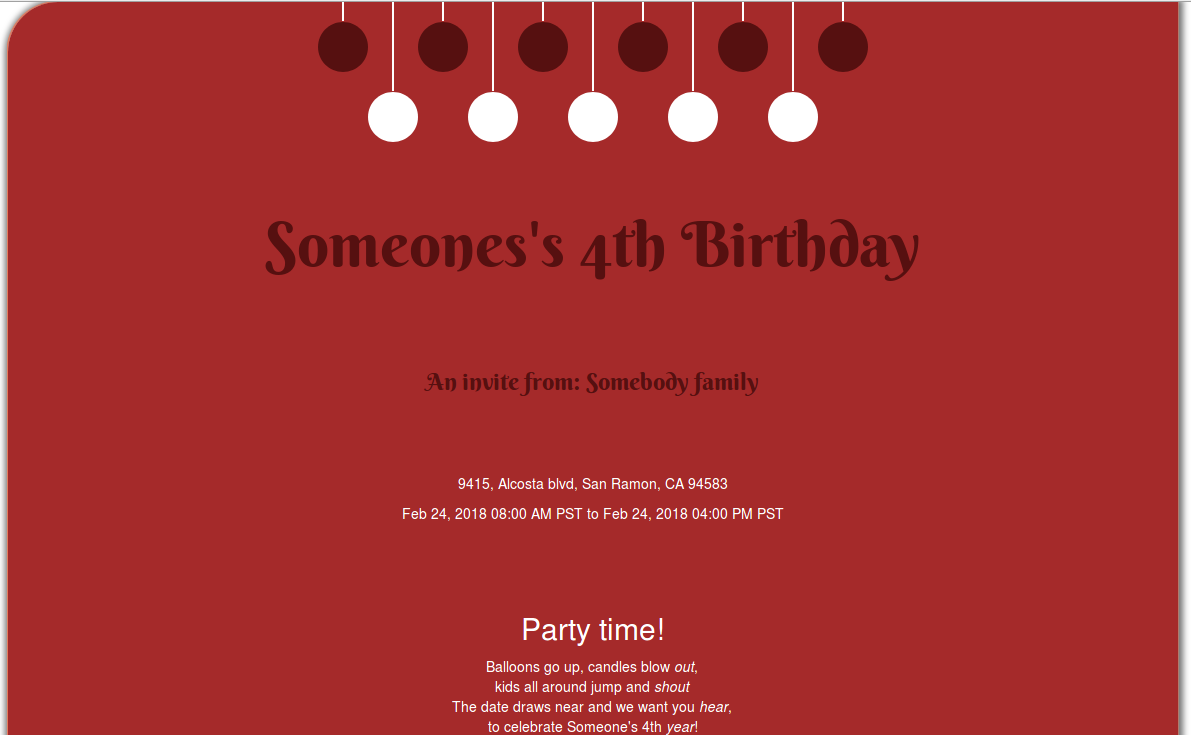 Someones's 4th Birthday
An invite from: Somebody family
9415, Alcosta blvd, San Ramon, CA 94583
Feb 24, 2018 08:00 AM PST to Feb 24, 2018 04:00 PM PST
Party time!
Balloons go up, candles blow out,
kids all around jump and shout
The date draws near and we want you hear,
to celebrate Someone's 4th year!